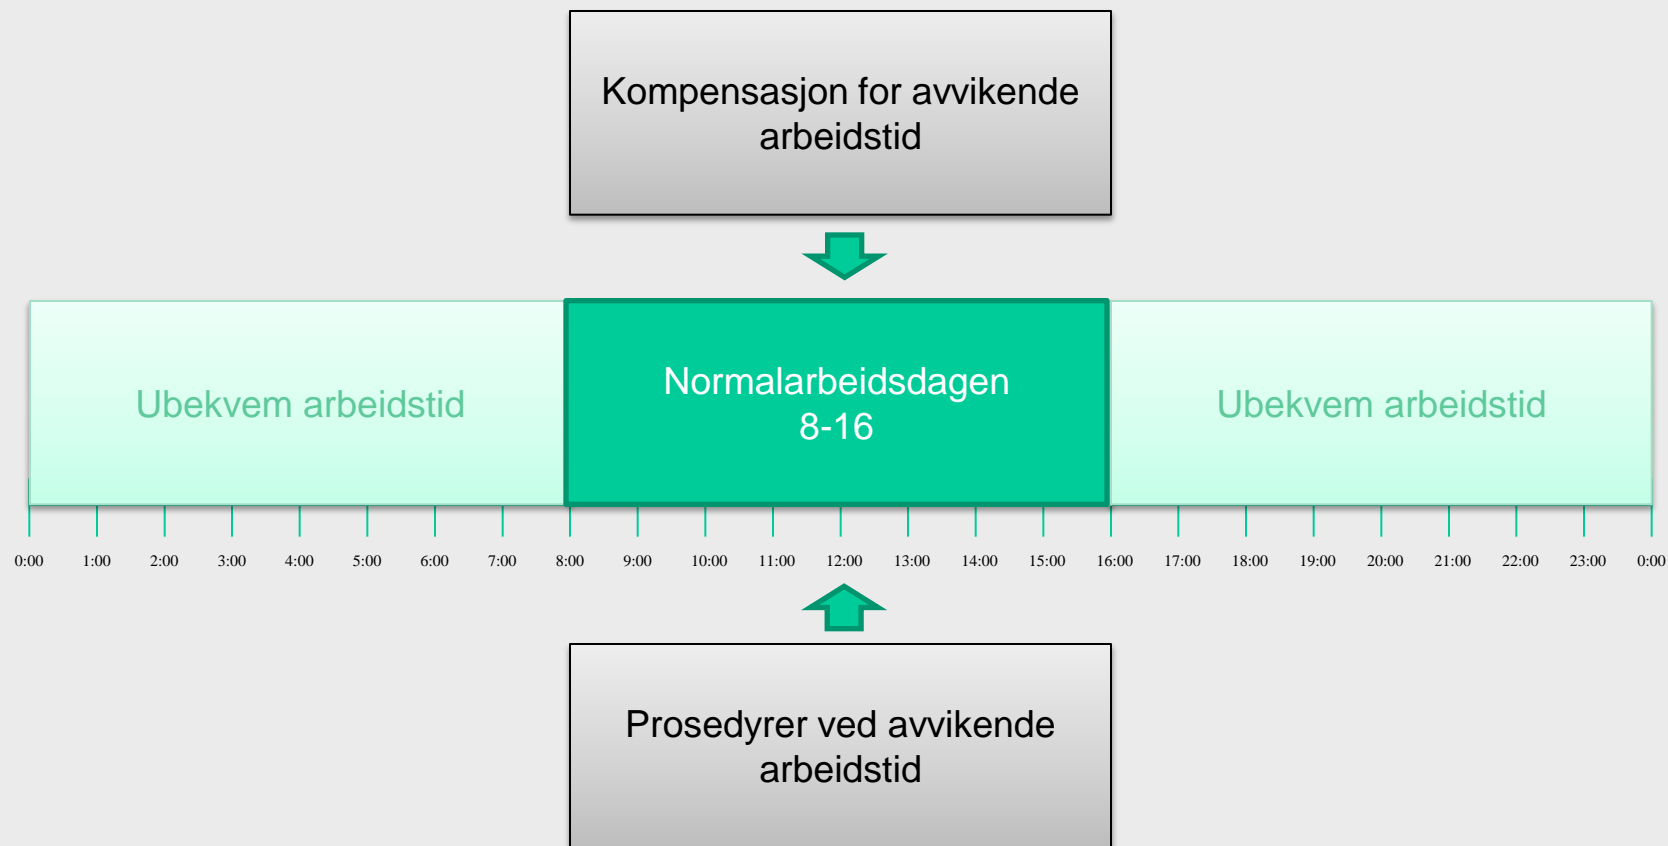 Kompensasjon for avvikende
arbeidstid
Ubekvem arbeidstid
Normalarbeidsdagen
8-16
Ubekvem arbeidstid
0:00 1:00 2:00 3:00 4:00 5:00 6:00 7:00 8:00 9:00 10:00 11:00 12:00 13:00 14:00 15:00 16:00 17:00 18:00 19:00 20:00 21:00 22:00 23:00 0:00
Prosedyrer ved avvikende
arbeidstid